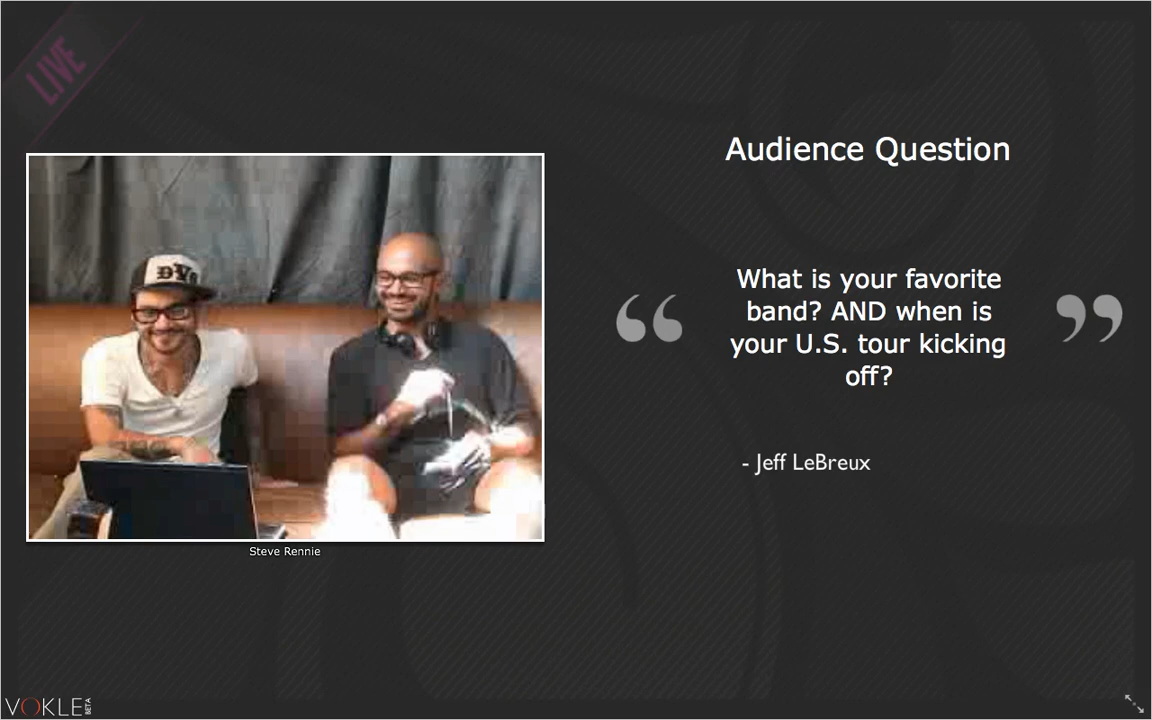 LIVE
Audience Question
What is your favorite
band? AND when is
your U.S. tour kicking
off?
- Jeff LeBreux
DVS
Steve Rennie
VOKLE BETA